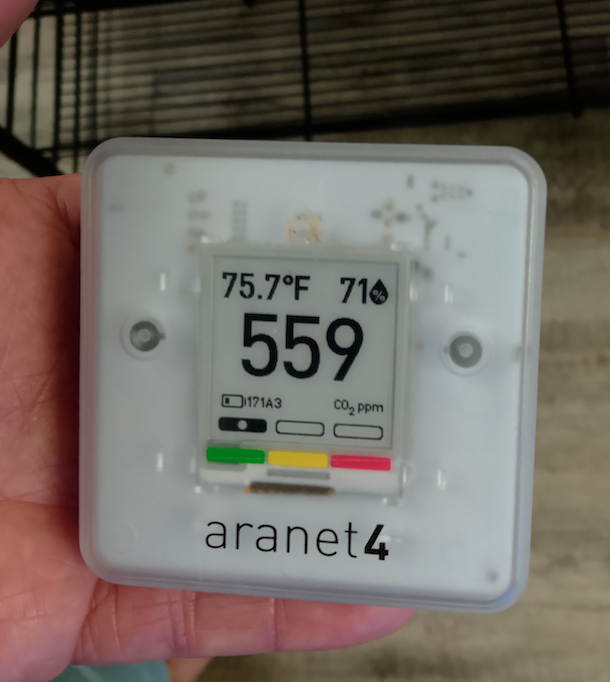 75.7°F 71%
559
171A3 CO₂ ppm
aranet4